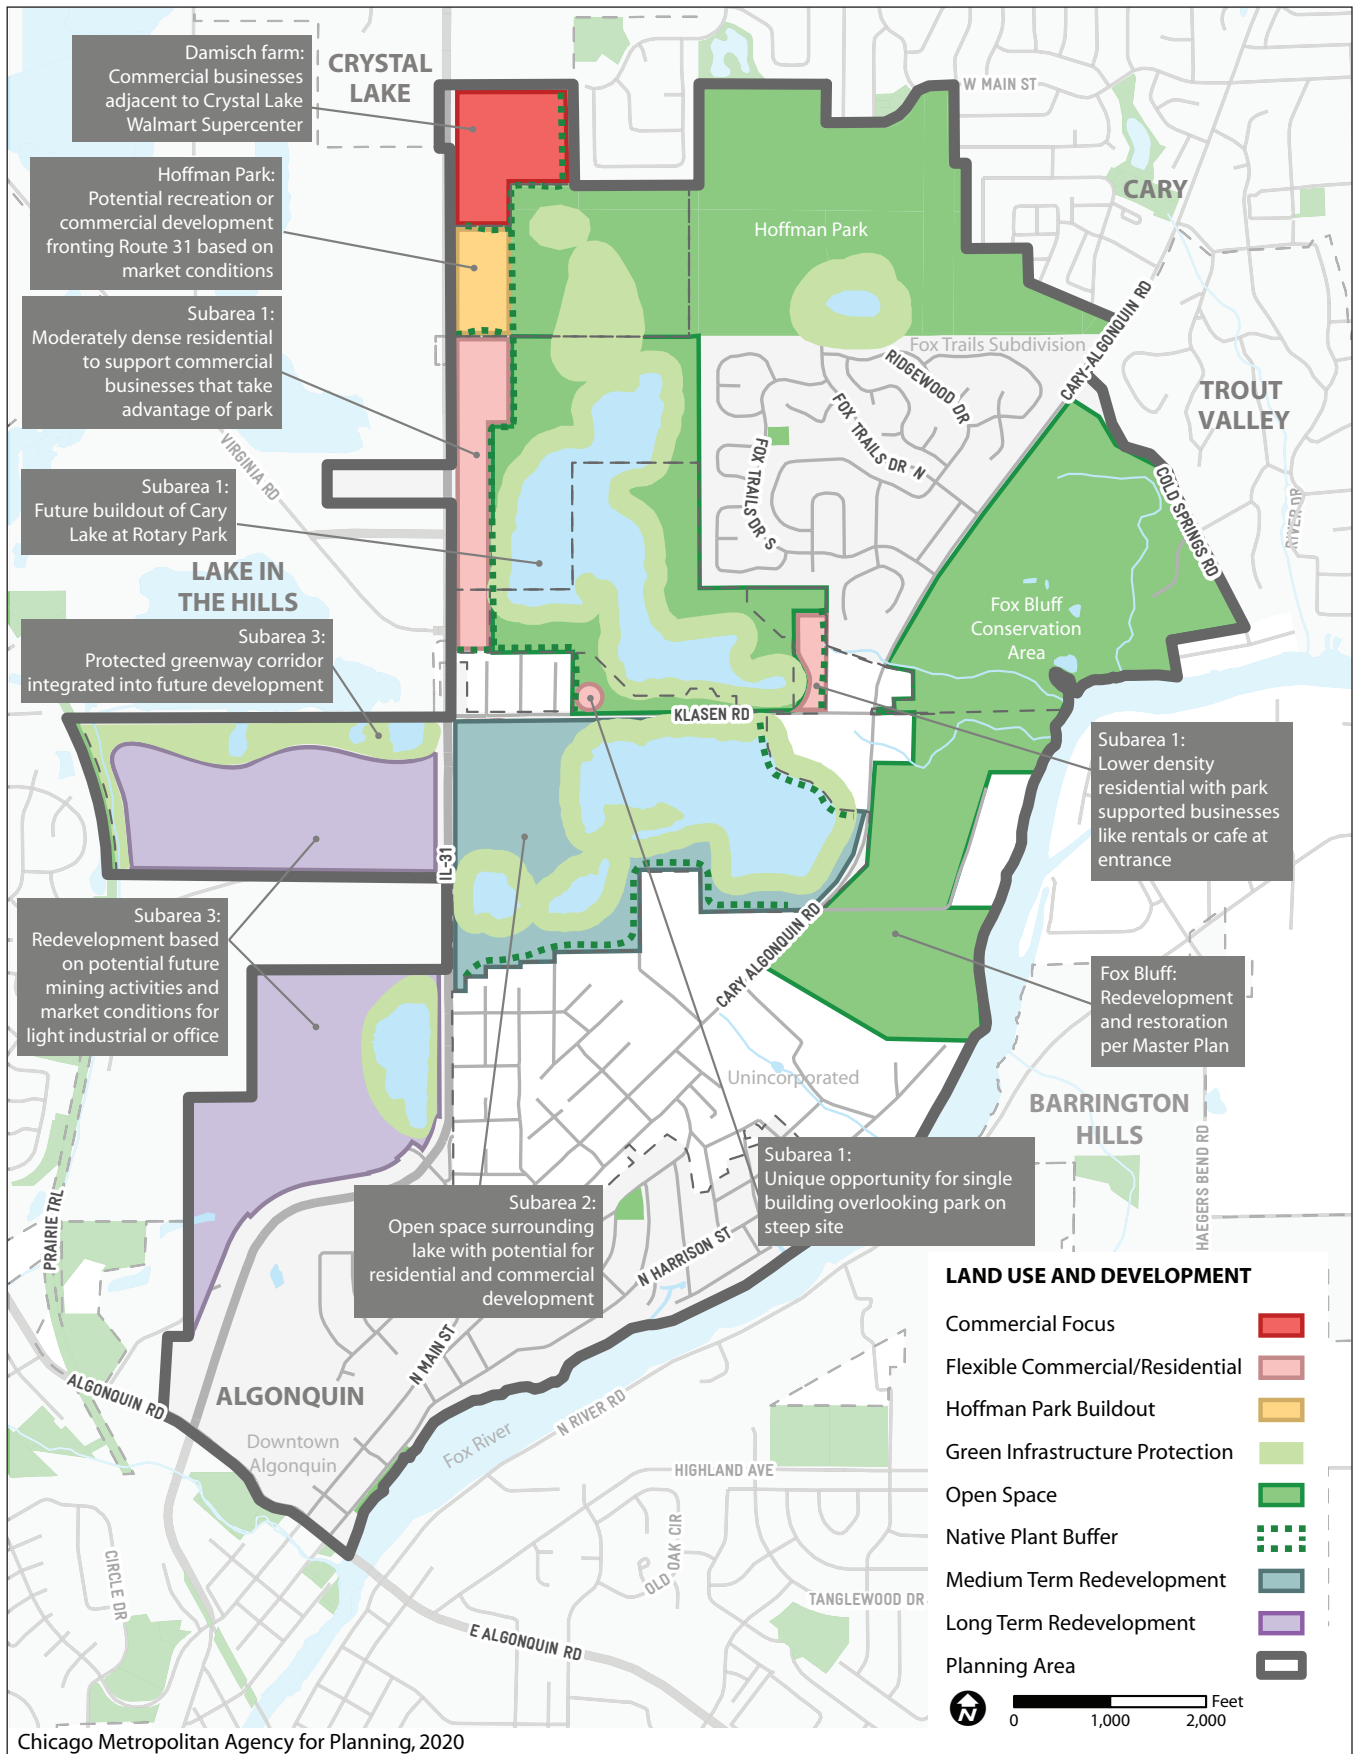 Damisch farm:
Commercial businesses
adjacent to Crystal Lake
Walmart Supercenter
CRYSTAL
LAKE
W MAIN ST
Hoffman Park:
Potential recreation or
commercial development
fronting Route 31 based on
market conditions
CARY
Hoffman Park
Subarea 1:
Moderately dense residential
to support commercial
businesses that take
advantage of park
Fox Trails Subdivision
CARY-ALGONQUIN RD
RIDGEWOOD DR
FOX TRAILS DR N
FOX TRAILS DR S
TROUT
VALLEY
VIRGINIA RD
COLD SPRINGS RD
RIVER DR
Subarea 1:
Future buildout of Cary
Lake at Rotary Park
LAKE IN
THE HILLS
Fox Bluff
Conservation
Area
Subarea 3:
Protected greenway corridor
integrated into future development
KLASEN RD
Subarea 1:
Lower density
residential with park
supported businesses
like rentals or cafe at
entrance
IL-31
Subarea 3:
Redevelopment based
on potential future
mining activities and
market conditions for
light industrial or office
CARY ALGONQUIN RD
Fox Bluff:
Redevelopment
and restoration
per Master Plan
Unincorporated
BARRINGTON
HILLS
HAEGERS BEND RD
Subarea 1:
Unique opportunity for single
building overlooking park on
steep site
PRAIRIE TRL
Subarea 2:
Open space surrounding
lake with potential for
residential and commercial
development
N HARRISON ST
N MAIN ST
ALGONQUIN RD
ALGONQUIN
Downtown
Algonquin
Fox River
N RIVER RD
HIGHLAND AVE
CIRCLE DR
OLD OAK CIR
TANGLEWOOD DR
E ALGONQUIN RD
LAND USE AND DEVELOPMENT
Commercial Focus
Flexible Commercial/Residential
Hoffman Park Buildout
Green Infrastructure Protection
Open Space
Native Plant Buffer
Medium Term Redevelopment
Long Term Redevelopment
Planning Area
N
Feet
0 1,000 2,000
Chicago Metropolitan Agency for Planning, 2020